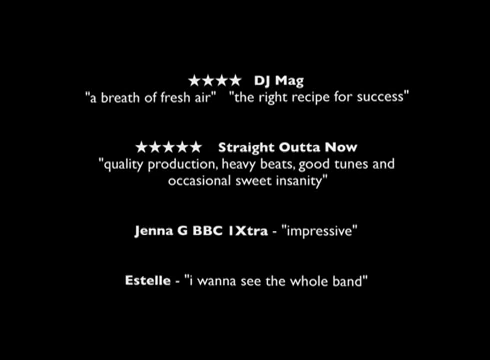 ★★★★ DJ Mag
"a breath of fresh air" "the right recipe for success"
★★★★★ Straight Outta Now
"quality production, heavy beats, good tunes and
occasional sweet insanity"
Jenna G BBC 1Xtra - "impressive"
Estelle - "i wanna see the whole band"